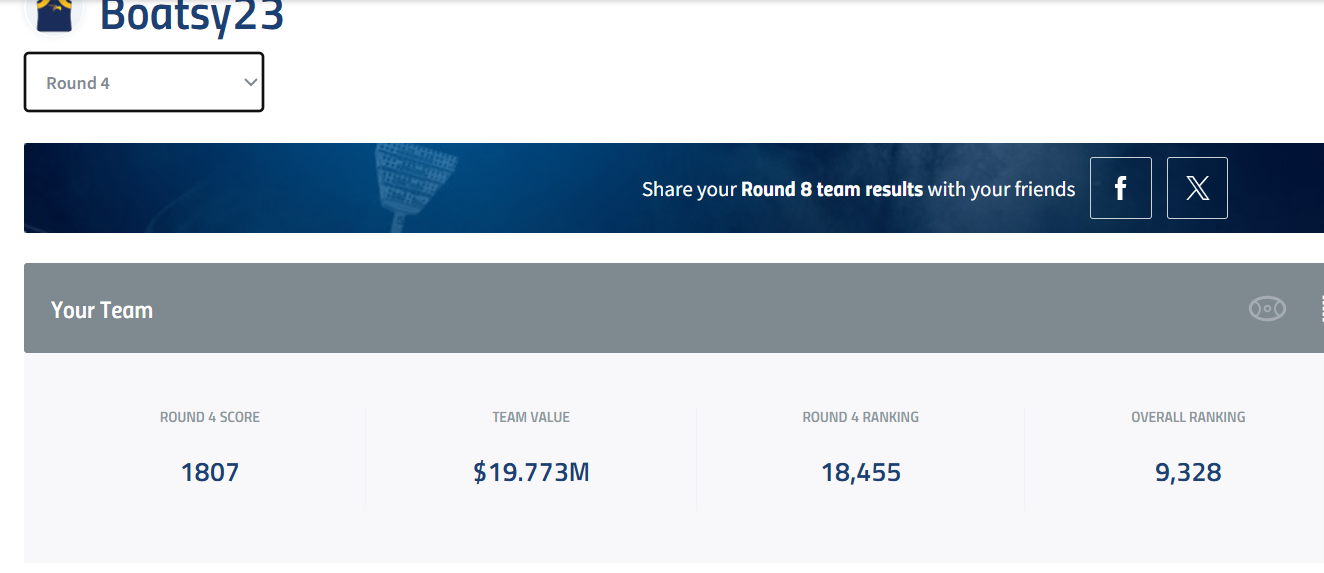 Boatsy23
Round 4
Share your Round 8 team results with your friends
Your Team
ROUND 4 SCORE
TEAM VALUE
ROUND 4 RANKING
OVERALL RANKING
1807
$19.773M
18,455
9,328